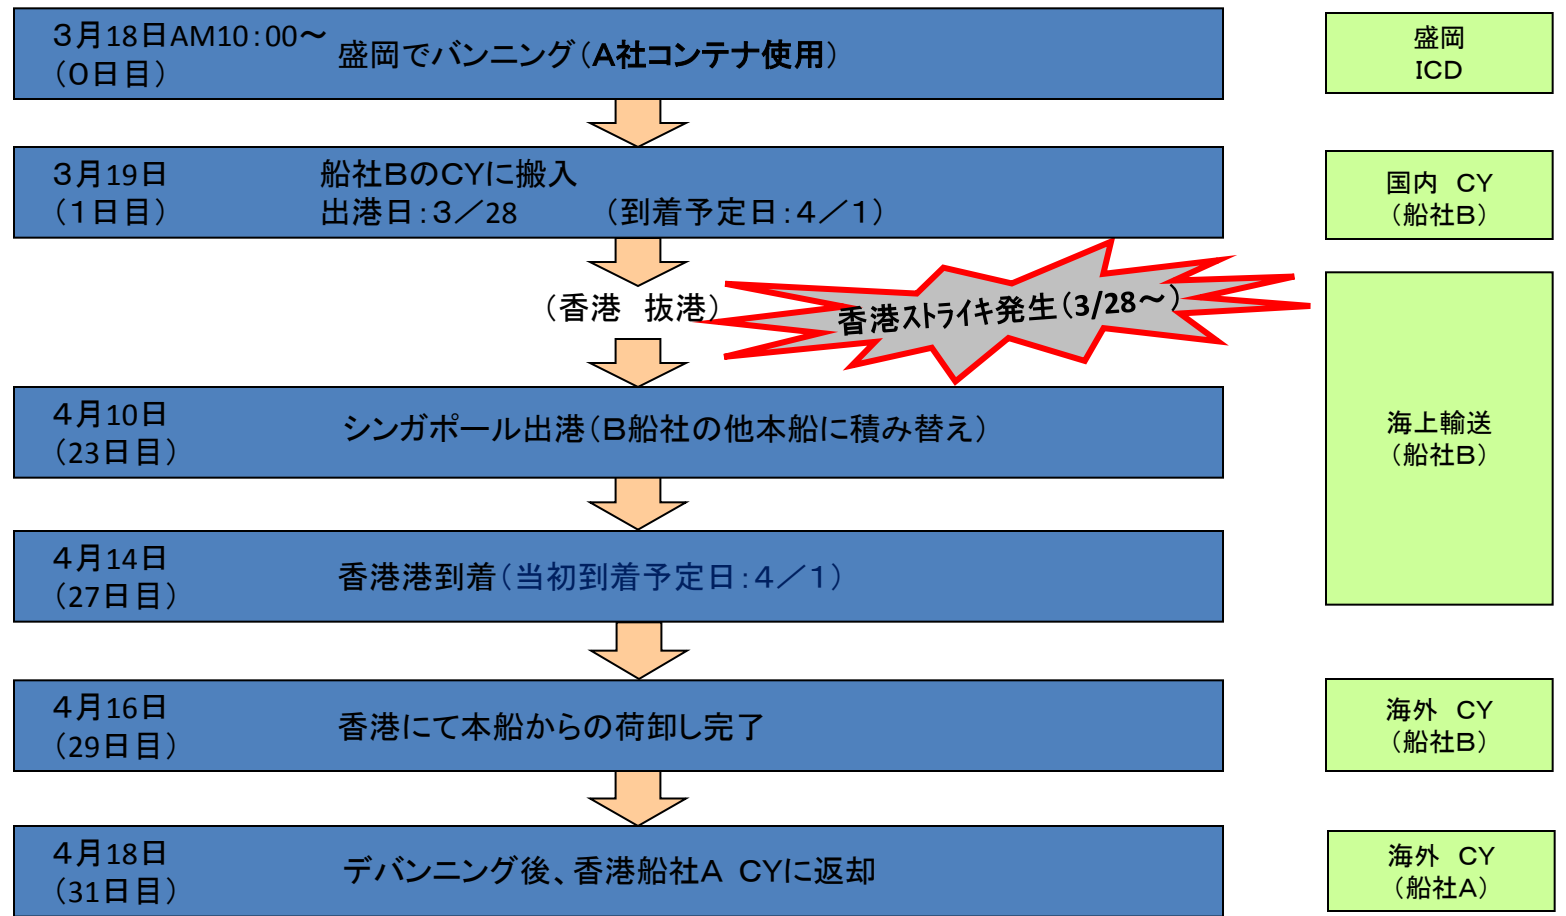 3月18日AM10:00～
(0日目)
盛岡でバンニング(A社コンテナ使用)
盛岡
ICD
3月19日
(1日目)
船社BのCYに搬入
出港日:3/28 (到着予定日:4/1)
国内 CY
(船社B)
(香港 抜港)
香港ストライキ発生(3/28～)
4月10日
(23日目)
シンガポール出港(B船社の他本船に積み替え)
海上輸送
(船社B)
4月14日
(27日目)
香港港到着(当初到着予定日:4/1)
4月16日
(29日目)
香港にて本船からの荷卸し完了
海外 CY
(船社B)
4月18日
(31日目)
デバンニング後、香港船社A CYに返却
海外 CY
(船社A)